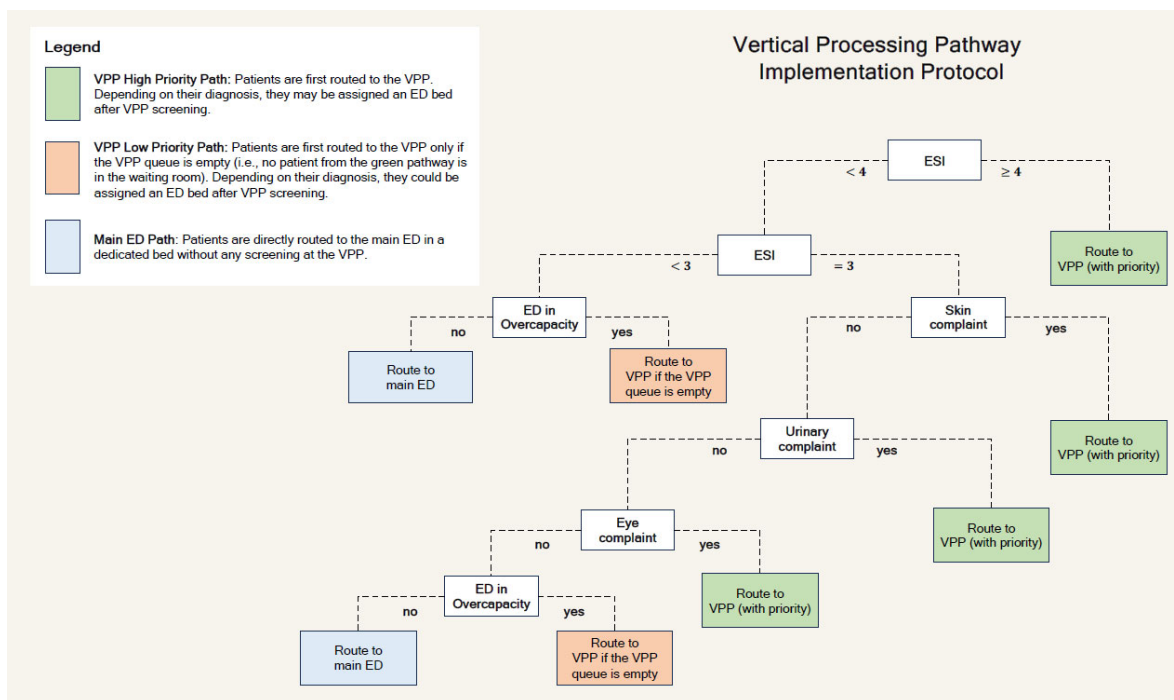 Vertical Processing Pathway
Implementation Protocol
Legend
VPP High Priority Path: Patients are first routed to the VPP.
Depending on their diagnosis, they may be assigned an ED bed
after VPP screening.
VPP Low Priority Path: Patients are first routed to the VPP only if
the VPP queue is empty (i.e., no patient from the green pathway is
in the waiting room). Depending on their diagnosis, they could be
assigned an ED bed after VPP screening.
Main ED Path: Patients are directly routed to the main ED in a
dedicated bed without any screening at the VPP.
ESI
< 4
≥ 4
ESI
Route to
VPP (with priority)
< 3
= 3
ED in
Overcapacity
Skin
complaint
no
yes
no
yes
Route to
main ED
Route to
VPP if the VPP
queue is empty
Urinary
complaint
Route to
VPP (with priority)
no
yes
Eye
complaint
Route to
VPP (with priority)
no
yes
ED in
Overcapacity
Route to
VPP (with priority)
no
yes
Route to
main ED
Route to
VPP if the VPP
queue is empty